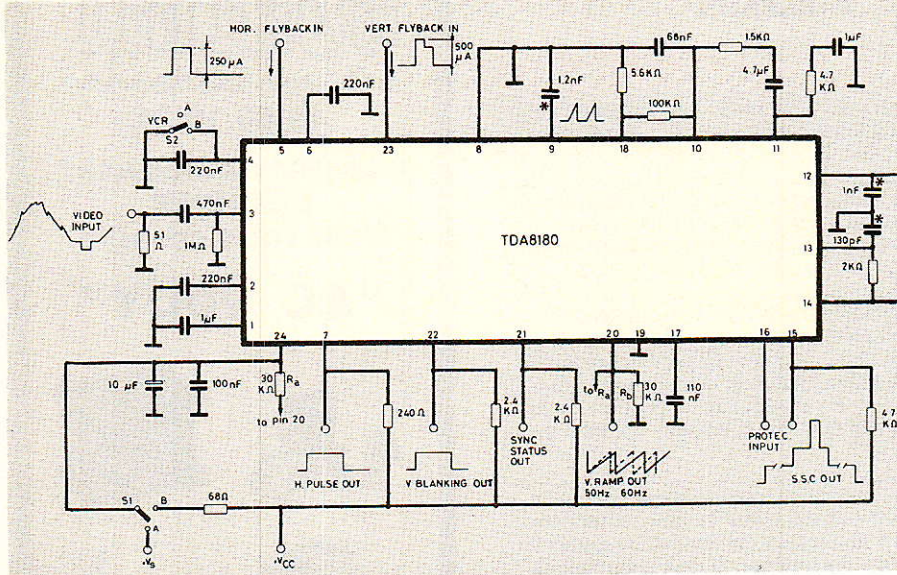 HOR. FLYBACK IN
VERT. FLYBACK IN
250 µA
500
µA
220nF
68nF
1.5KΩ
1µF
1.2nF
*
5.6KΩ
4.7µF
4.7
KΩ
100KΩ
VCR
A
B
S2
220nF
5
6
23
8
9
18
10
11
4
12
1nF
*
VIDEO
INPUT
470nF
3
51
Ω
1MΩ
TDA8180
*
130pF
13
2KΩ
220nF
2
14
1µF
1
24
7
22
21
20
19
17
16
15
10 µF
100nF
30
KΩ
Ra
to pin 20
240Ω
2.4
KΩ
2.4
KΩ
to Ra
Rb
30
KΩ
110
nF
4.7
KΩ
SYNC
STATUS
OUT
PROTEC
INPUT
H. PULSE OUT
V BLANKING OUT
V. RAMP OUT
50Hz 60Hz
S.S.C OUT
S1
B
68Ω
A
+Vs
+VCC